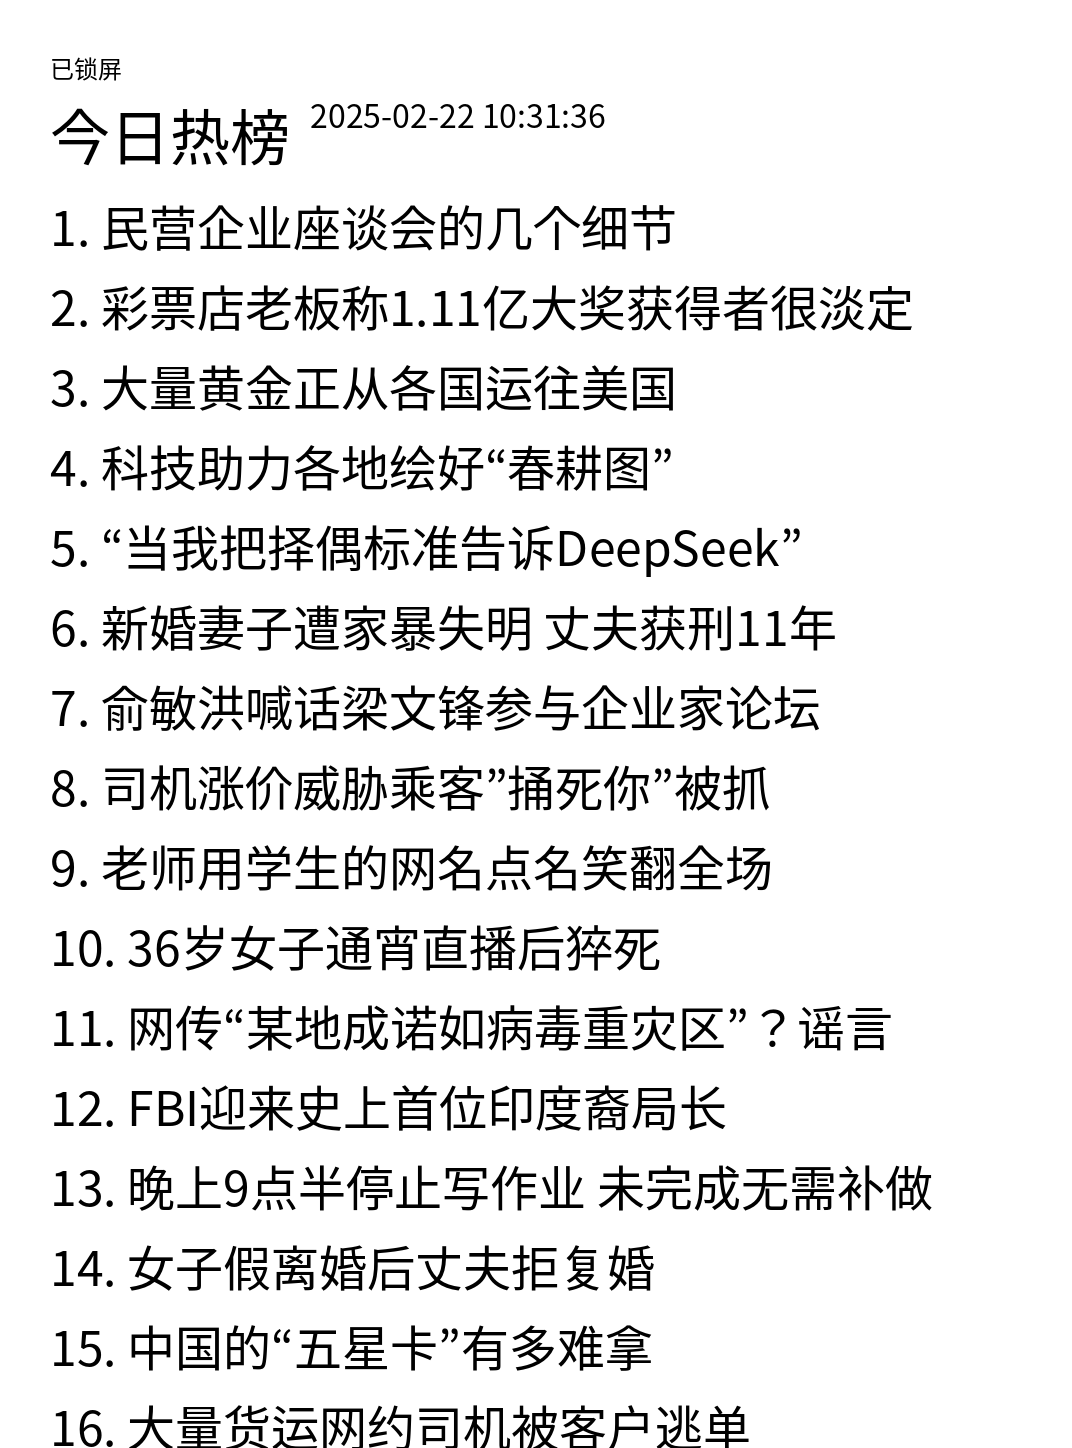 已锁屏
今日热榜 2025-02-22 10:31:36
1. 民营企业座谈会的几个细节
2. 彩票店老板称1.11亿大奖获得者很淡定
3. 大量黄金正从各国运往美国
4. 科技助力各地绘好“春耕图”
5. “当我把择偶标准告诉DeepSeek”
6. 新婚妻子遭家暴失明 丈夫获刑11年
7. 俞敏洪喊话梁文锋参与企业家论坛
8. 司机涨价威胁乘客”捅死你”被抓
9. 老师用学生的网名点名笑翻全场
10. 36岁女子通宵直播后猝死
11. 网传“某地成诺如病毒重灾区”？谣言
12. FBI迎来史上首位印度裔局长
13. 晚上9点半停止写作业 未完成无需补做
14. 女子假离婚后丈夫拒复婚
15. 中国的“五星卡”有多难拿
16. 大量货运网约司机被客户逃单